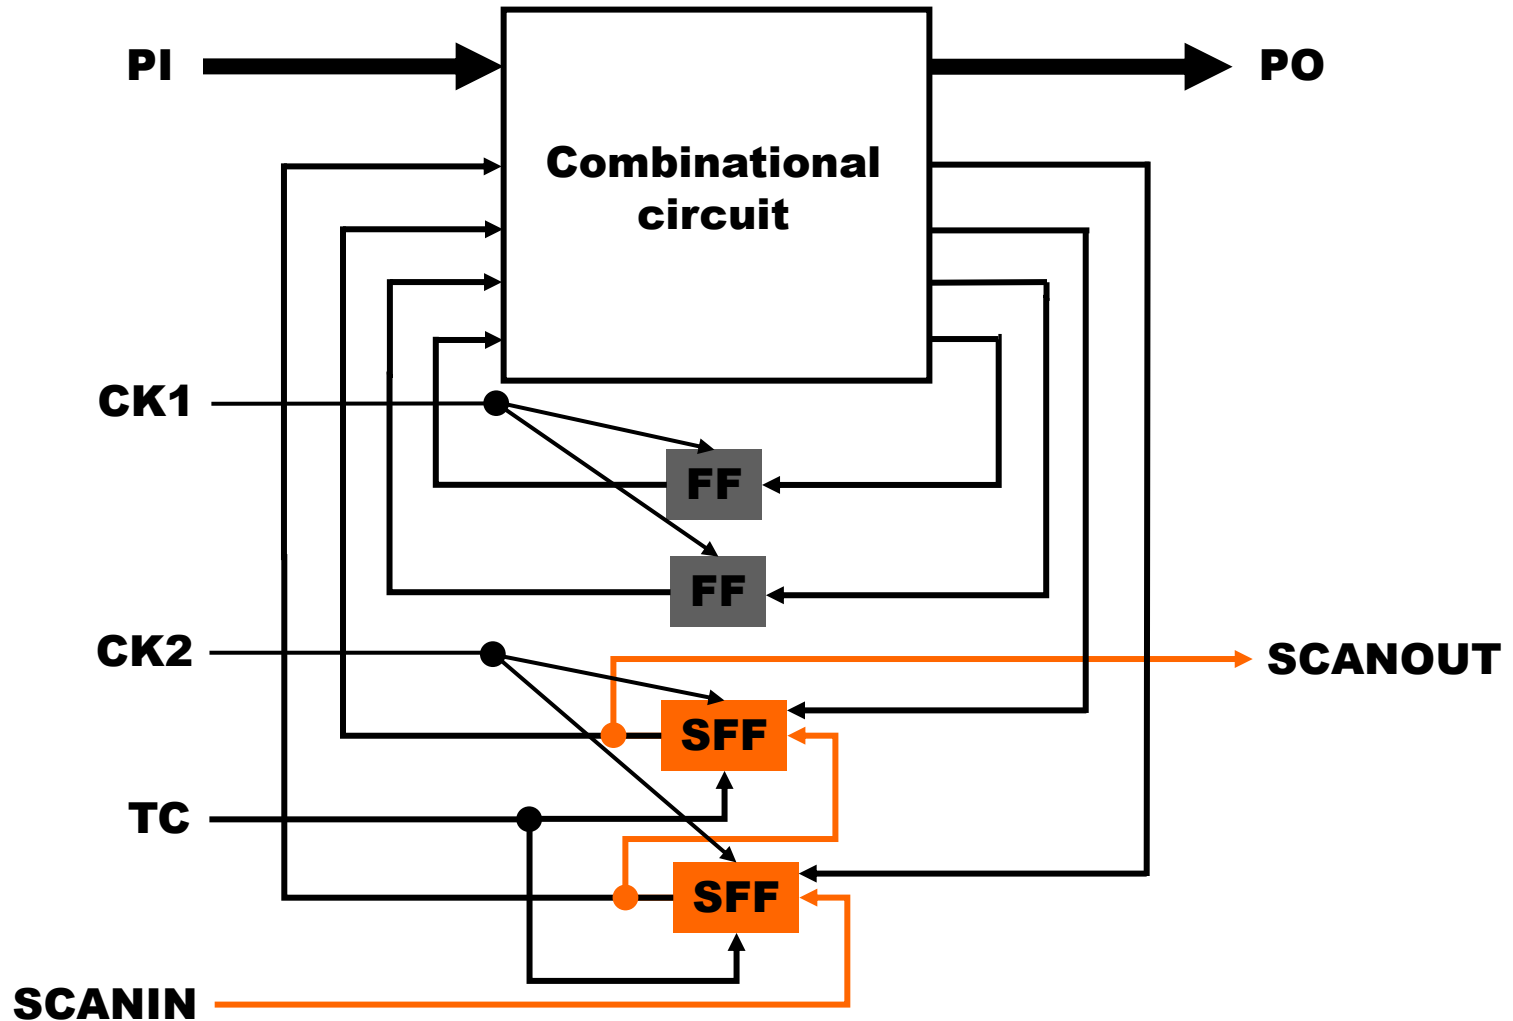 PI
PO
Combinational
circuit
CK1
FF
FF
CK2
SCANOUT
SFF
TC
SFF
SCANIN